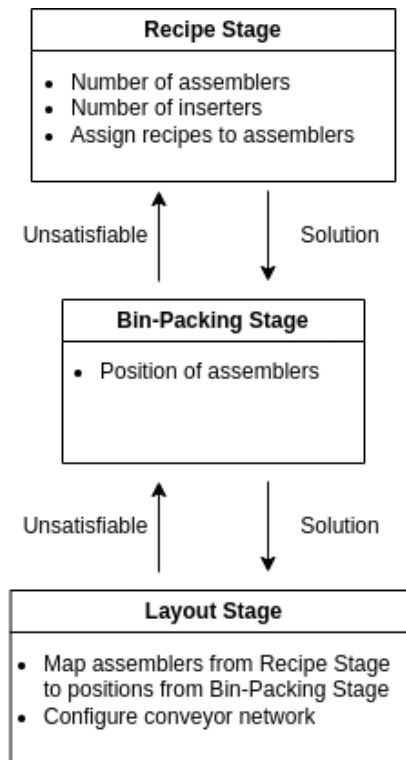 Recipe Stage
• Number of assemblers
• Number of inserters
• Assign recipes to assemblers
Unsatisfiable
Solution
Bin-Packing Stage
• Position of assemblers
Unsatisfiable
Solution
Layout Stage
• Map assemblers from Recipe Stage
to positions from Bin-Packing Stage
• Configure conveyor network